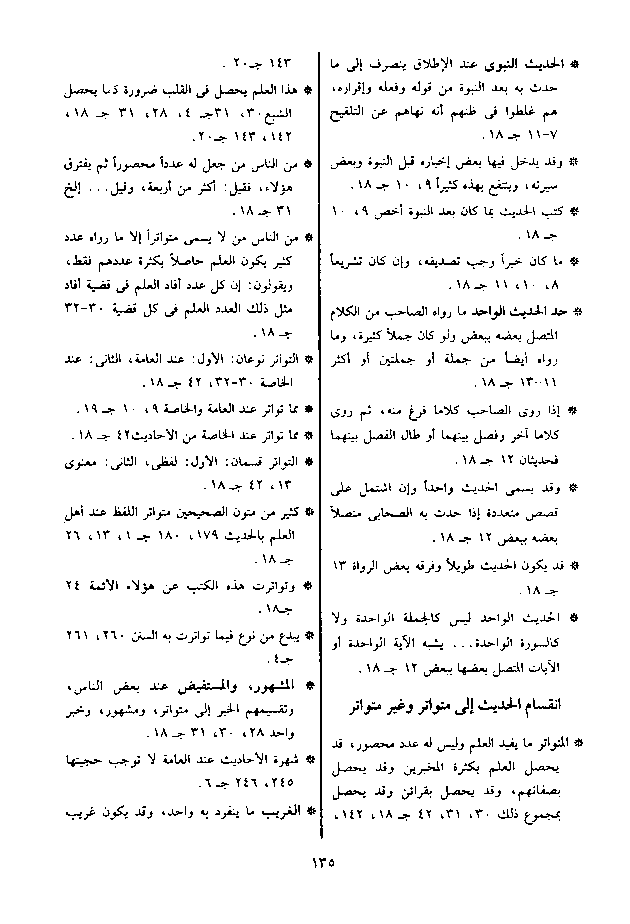 * الحديث النبوي عند الإطلاق ينصرف إلى ما
حدث به بعد النبوة من قوله وفعله وإقراره،
هم غلطوا فى ظنهم أنه نهاهم عن التلقيح
٧-١١ جـ ١٨.
* وقد يدخل فيها بعض إخباره قبل النبوة وبعض
سيرته، وينتفع بهذه كثيراً ٩، ١٠ جـ ١٨.
* كتب الحديث بما كان بعد النبوة أخص ٩، ١٠
جـ ١٨.
* ما كان خبراً وجب تصديقه، وإن كان تشريعاً
٨، ١٠، ١١ جـ ١٨.
* حد الحديث الواحد ما رواه الصاحب من الكلام
المتصل بعضه ببعض ولو كان جملاً كثيرة، وما
رواه أيضاً من جملة أو جملتين أو أكثر
١١-١٣ جـ ١٨.
* إذا روى الصاحب كلاما فرغ منه، ثم روى
كلاما آخر وفصل بينهما أو طال الفصل بينهما
فحديثان ١٢ جـ ١٨.
* وقد يسمى الحديث واحداً وإن اشتمل على
قصص متعددة إذا حدث به الصحابى متصلاً
بعضه ببعض ١٢ جـ ١٨.
* قد يكون الحديث طويلاً وفرقه بعض الرواة ١٣
جـ ١٨.
* الحديث الواحد ليس كالجملة الواحدة ولا
كالسورة الواحدة... يشبه الآية الواحدة أو
الآيات المتصل بعضها ببعض ١٢ جـ ١٨.
انقسام الحديث إلى متواتر وغير متواتر
* المتواتر ما يفيد العلم وليس له عدد محصور، قد
يحصل العلم بكثرة المخبرين وقد يحصل
بصفاتهم، وقد يحصل بقرائن وقد يحصل
بمجموع ذلك ٣٠، ٣١، ٤٢ جـ ١٨، ١٤٢،
١٤٣ جـ٢٠.
* هذا العلم يحصل فى القلب ضرورة كما يحصل
الشبع ٣٠، ٣١جـ ٤، ٢٨، ٣١ جـ ١٨،
١٤٢، ١٤٣ جـ٢٠.
* من الناس من جعل له عدداً محصوراً ثم يفترق
هؤلاء، فقيل: أكثر من أربعة، وقيل... إلخ
٣١ جـ ١٨.
* من الناس من لا يسمى متواتراً إلا ما رواه عدد
كثير يكون العلم حاصلاً بكثرة عددهم فقط،
ويقولون: إن كل عدد أفاد العلم فى قضية أفاد
مثل ذلك العدد العلم فى كل قضية ٣٠-٣٢
جـ ١٨.
* التواتر نوعان: الأول: عند العامة، الثانى: عند
الخاصة ٣٠-٣٢، ٤٢ جـ ١٨.
* مما تواتر عند العامة والخاصة ٩، ١٠ جـ ١٩.
* مما تواتر عند الخاصة من الأحاديث٤٢ جـ ١٨.
* التواتر قسمان: الأول: لفظى، الثانى: معنوى
١٣، ٤٢ جـ ١٨.
* كثير من متون الصحيحين متواتر اللفظ عند أهل
العلم بالحديث ١٧٩، ١٨٠ جـ ١، ١٣، ٢٦
جـ ١٨.
* وتواترت هذه الكتب عن هؤلاء الأئمة ٢٤
جـ١٨.
* يبدع من نوع فيما تواترت به السنن ٢٦٠، ٢٦١
جـ٤.
* المشهور، والمستفيض عند بعض الناس،
وتقسيمهم الخبر إلى متواتر، ومشهور، وخبر
واحد ٢٨، ٣٠، ٣١ جـ ١٨.
* شهرة الأحاديث عند العامة لا توجب حجيتها
٢٤٥، ٢٤٦ جـ ٦.
* الغريب ما ينفرد به واحد، وقد يكون غريب
١٣٥